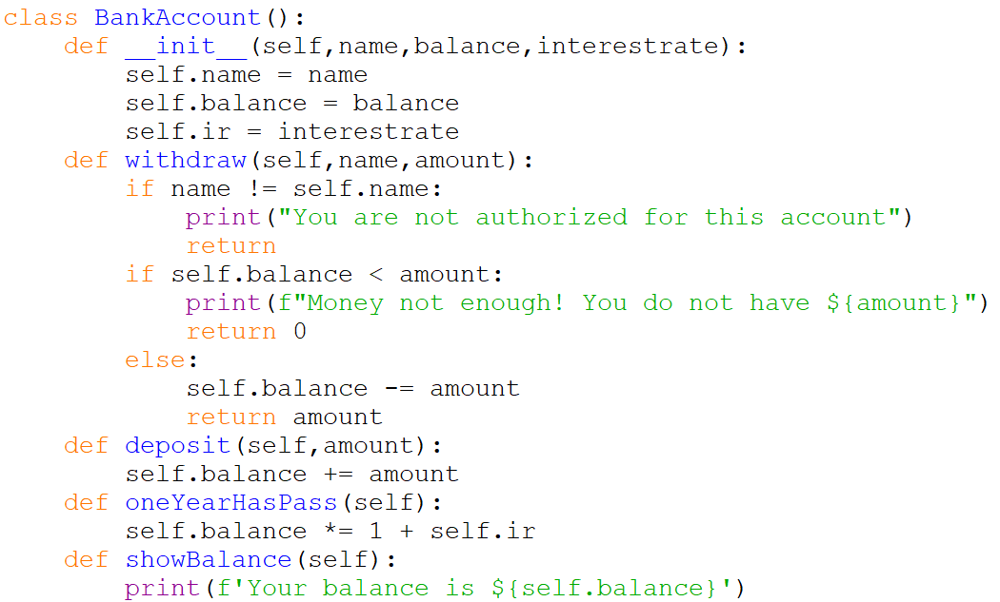 class BankAccount():
    def __init__(self,name,balance,interestrate):
        self.name = name
        self.balance = balance
        self.ir = interestrate
    def withdraw(self,name,amount):
        if name != self.name:
            print("You are not authorized for this account")
            return
        if self.balance < amount:
            print(f"Money not enough! You do not have ${amount}")
            return 0
        else:
            self.balance -= amount
            return amount
    def deposit(self,amount):
        self.balance += amount
    def oneYearHasPass(self):
        self.balance *= 1 + self.ir
    def showBalance(self):
        print(f'Your balance is ${self.balance}')